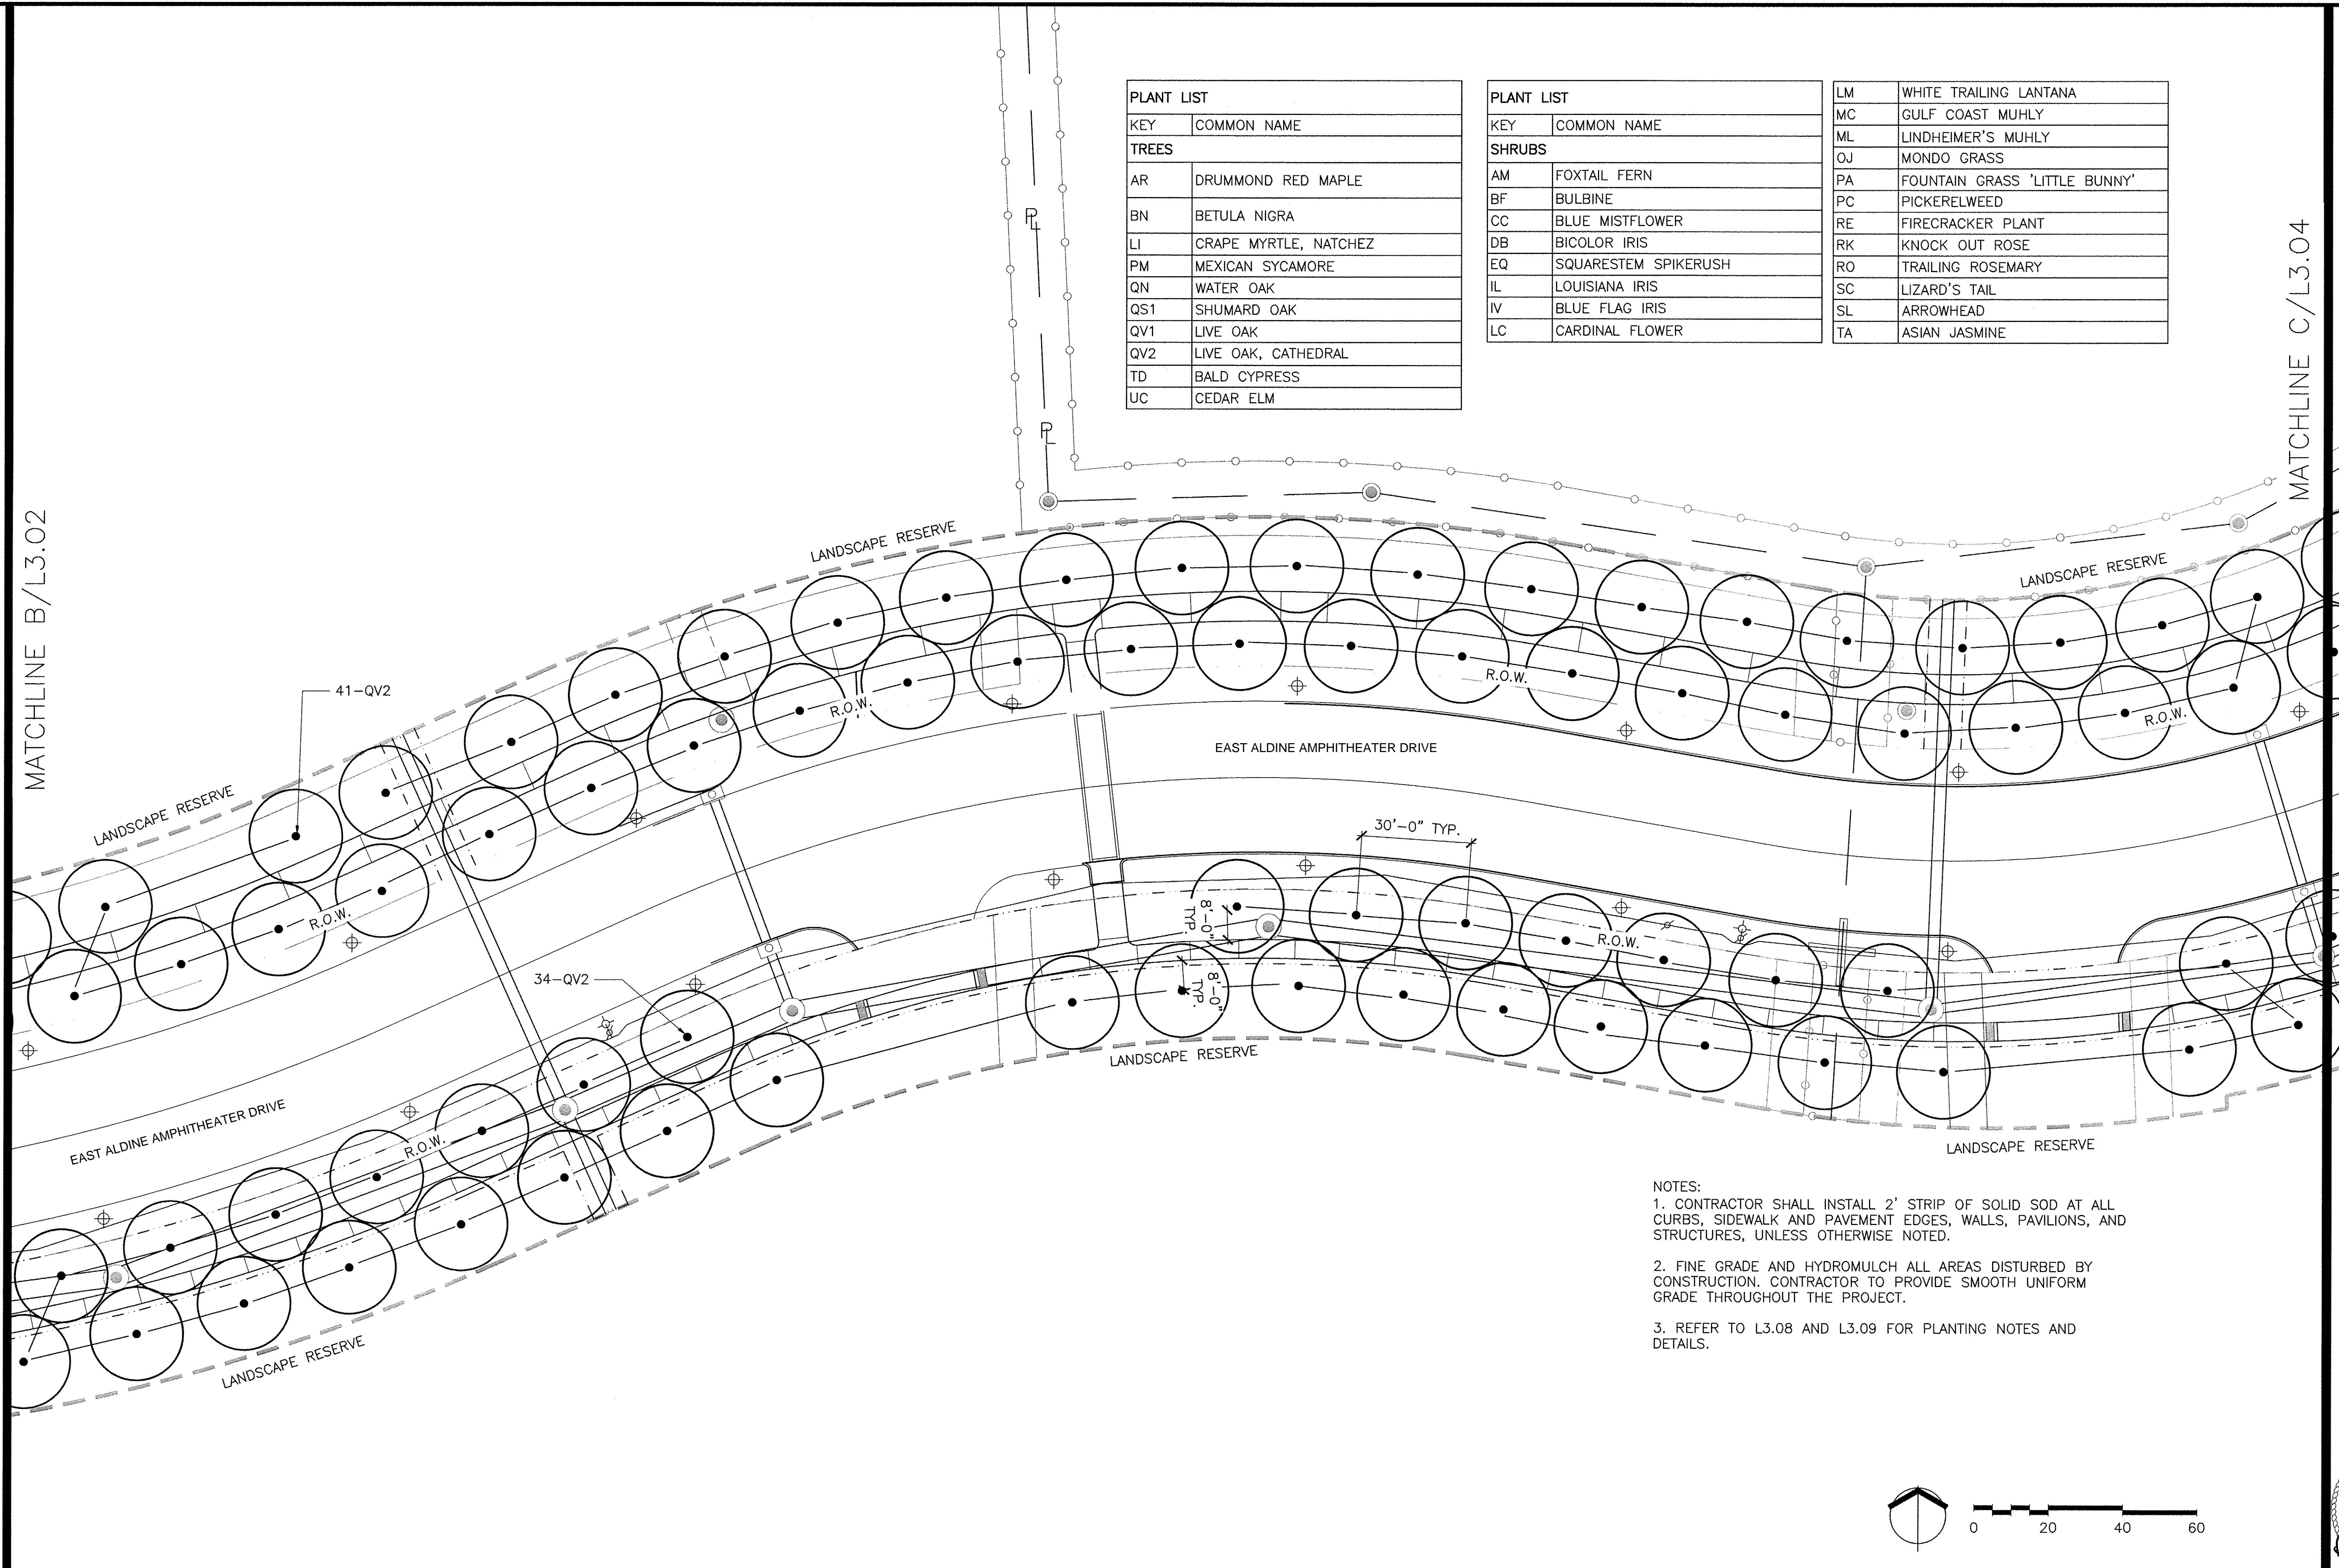 PLANT LIST
KEY COMMON NAME
TREES
AR DRUMMOND RED MAPLE
BN BETULA NIGRA
LI CRAPE MYRTLE, NATCHEZ
PM MEXICAN SYCAMORE
QN WATER OAK
QS1 SHUMARD OAK
QV1 LIVE OAK
QV2 LIVE OAK, CATHEDRAL
TD BALD CYPRESS
UC CEDAR ELM
PLANT LIST
KEY COMMON NAME
SHRUBS
AM FOXTAIL FERN
BF BULBINE
CC BLUE MISTFLOWER
DB BICOLOR IRIS
EQ SQUARESTEM SPIKERUSH
IL LOUISIANA IRIS
IV BLUE FLAG IRIS
LC CARDINAL FLOWER
LM WHITE TRAILING LANTANA
MC GULF COAST MUHLY
ML LINDHEIMER'S MUHLY
OJ MONDO GRASS
PA FOUNTAIN GRASS 'LITTLE BUNNY'
PC PICKERELWEED
RE FIRECRACKER PLANT
RK KNOCK OUT ROSE
RO TRAILING ROSEMARY
SC LIZARD'S TAIL
SL ARROWHEAD
TA ASIAN JASMINE
MATCHLINE C/L3.04
PL
PL
MATCHLINE B/L3.02
LANDSCAPE RESERVE
LANDSCAPE RESERVE
LANDSCAPE RESERVE
41-QV2
R.O.W.
R.O.W.
R.O.W.
R.O.W.
EAST ALDINE AMPHITHEATER DRIVE
30'-0" TYP.
8'-0"
TYP.
8'-0"
TYP.
R.O.W.
34-QV2
LANDSCAPE RESERVE
EAST ALDINE AMPHITHEATER DRIVE
R.O.W.
LANDSCAPE RESERVE
LANDSCAPE RESERVE
NOTES:
1. CONTRACTOR SHALL INSTALL 2' STRIP OF SOLID SOD AT ALL
CURBS, SIDEWALK AND PAVEMENT EDGES, WALLS, PAVILIONS, AND
STRUCTURES, UNLESS OTHERWISE NOTED.
2. FINE GRADE AND HYDROMULCH ALL AREAS DISTURBED BY
CONSTRUCTION. CONTRACTOR TO PROVIDE SMOOTH UNIFORM
GRADE THROUGHOUT THE PROJECT.
3. REFER TO L3.08 AND L3.09 FOR PLANTING NOTES AND
DETAILS.
0 20 40 60